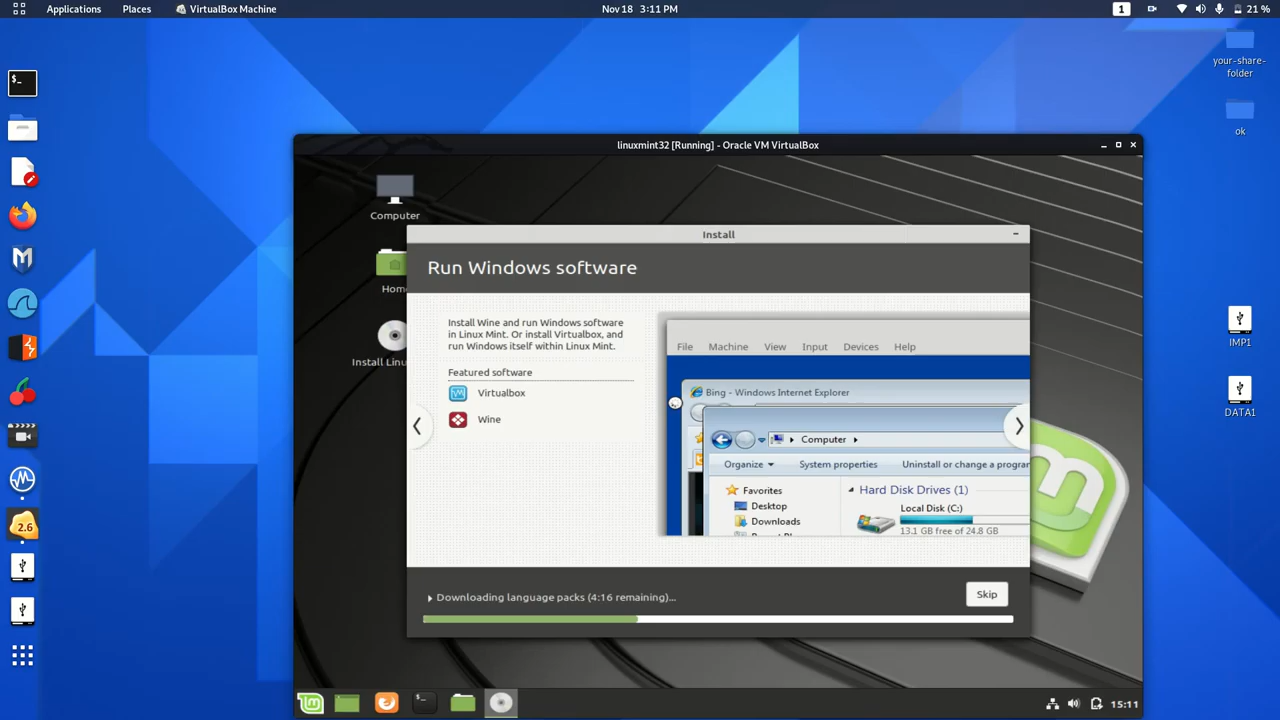 Applications
Places
VirtualBox Machine
Nov 18 3:11 PM
1
21 %
your-share-
folder
ok
IMP1
DATA1
$_
2.6
linuxmint32 [Running] - Oracle VM VirtualBox
Computer
Home
Install Linu
Install
Run Windows software
Install Wine and run Windows software
in Linux Mint. Or install Virtualbox, and
run Windows itself within Linux Mint.
Featured software
Virtualbox
Wine
File Machine View Input Devices Help
Bing - Windows Internet Explorer
Computer
Organize System properties Uninstall or change a program
Favorites
Desktop
Downloads
Hard Disk Drives (1)
Local Disk (C:)
13.1 GB free of 24.8 GB
Downloading language packs (4:16 remaining)...
Skip
15:11